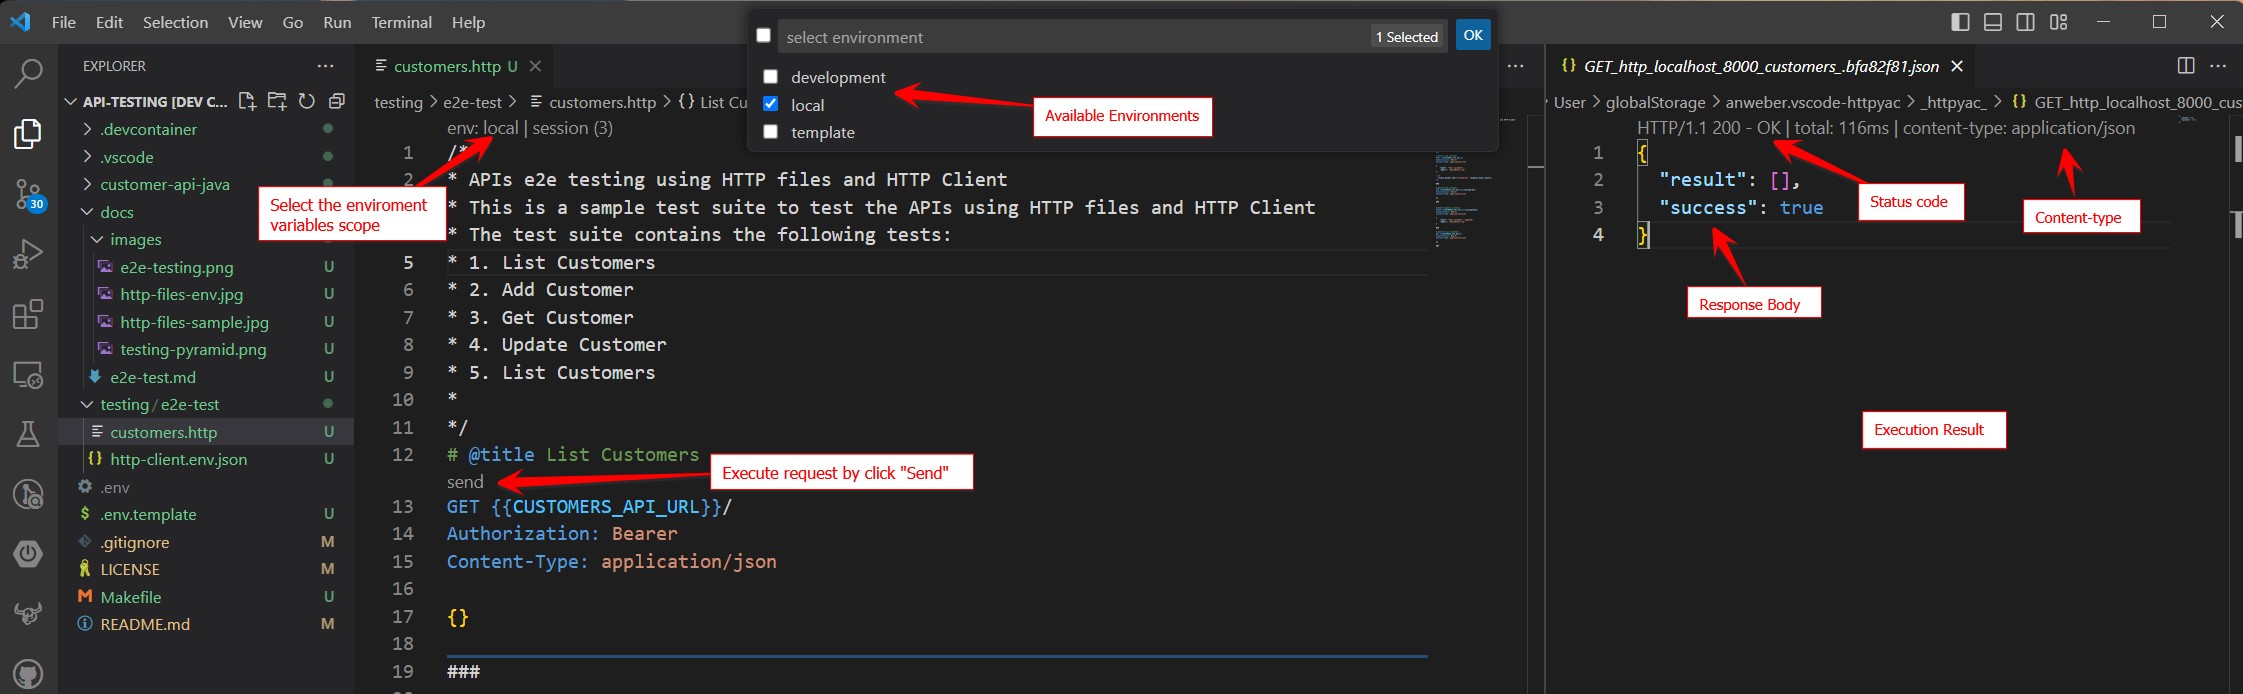 File Edit Selection View Go Run Terminal Help
select environment
1 Selected
OK
development
local
template
Available Environments
EXPLORER
API-TESTING [DEV C...
.devcontainer
.vscode
customer-api-java
docs
images
e2e-testing.png U
http-files-env.jpg U
http-files-sample.jpg U
testing-pyramid.png U
e2e-test.md U
testing/e2e-test
customers.http U
http-client.env.json U
.env
.env.template U
.gitignore M
LICENSE M
Makefile U
README.md M
30
customers.http U
testing > e2e-test > customers.http > {} List Cu
env: local | session (3)
Select the enviroment
variables scope
1 /*
2 * APIs e2e testing using HTTP files and HTTP Client
* This is a sample test suite to test the APIs using HTTP files and HTTP Client
* The test suite contains the following tests:
5 * 1. List Customers
6 * 2. Add Customer
7 * 3. Get Customer
8 * 4. Update Customer
9 * 5. List Customers
10 *
11 */
12 # @title List Customers
send
Execute request by click "Send"
13 GET {{CUSTOMERS_API_URL}}/
14 Authorization: Bearer
15 Content-Type: application/json
16
17 {}
18
19 ###
{} GET_http_localhost_8000_customers_.bfa82f81.json
User > globalStorage > anweber.vscode-httpyac > _httpyac_ > {} GET_http_localhost_8000_cus
HTTP/1.1 200 - OK | total: 116ms | content-type: application/json
1 {
2 "result": [],
3 "success": true
4 }
Status code
Content-type
Response Body
Execution Result